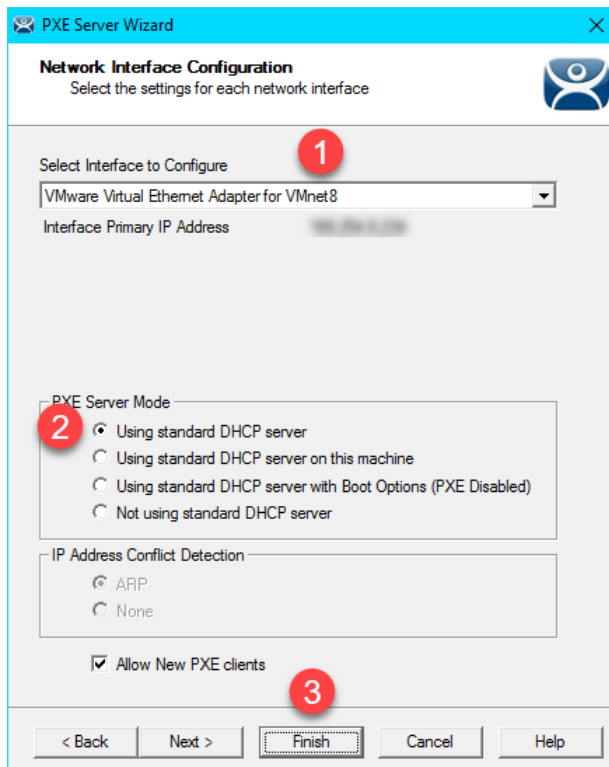 PXE Server Wizard
Network Interface Configuration
Select the settings for each network interface
1
Select Interface to Configure
VMware Virtual Ethernet Adapter for VMnet8
Interface Primary IP Address
PXE Server Mode
2
Using standard DHCP server
Using standard DHCP server on this machine
Using standard DHCP server with Boot Options (PXE Disabled)
Not using standard DHCP server
IP Address Conflict Detection
ARP
None
Allow New PXE clients
3
< Back Next > Finish Cancel Help